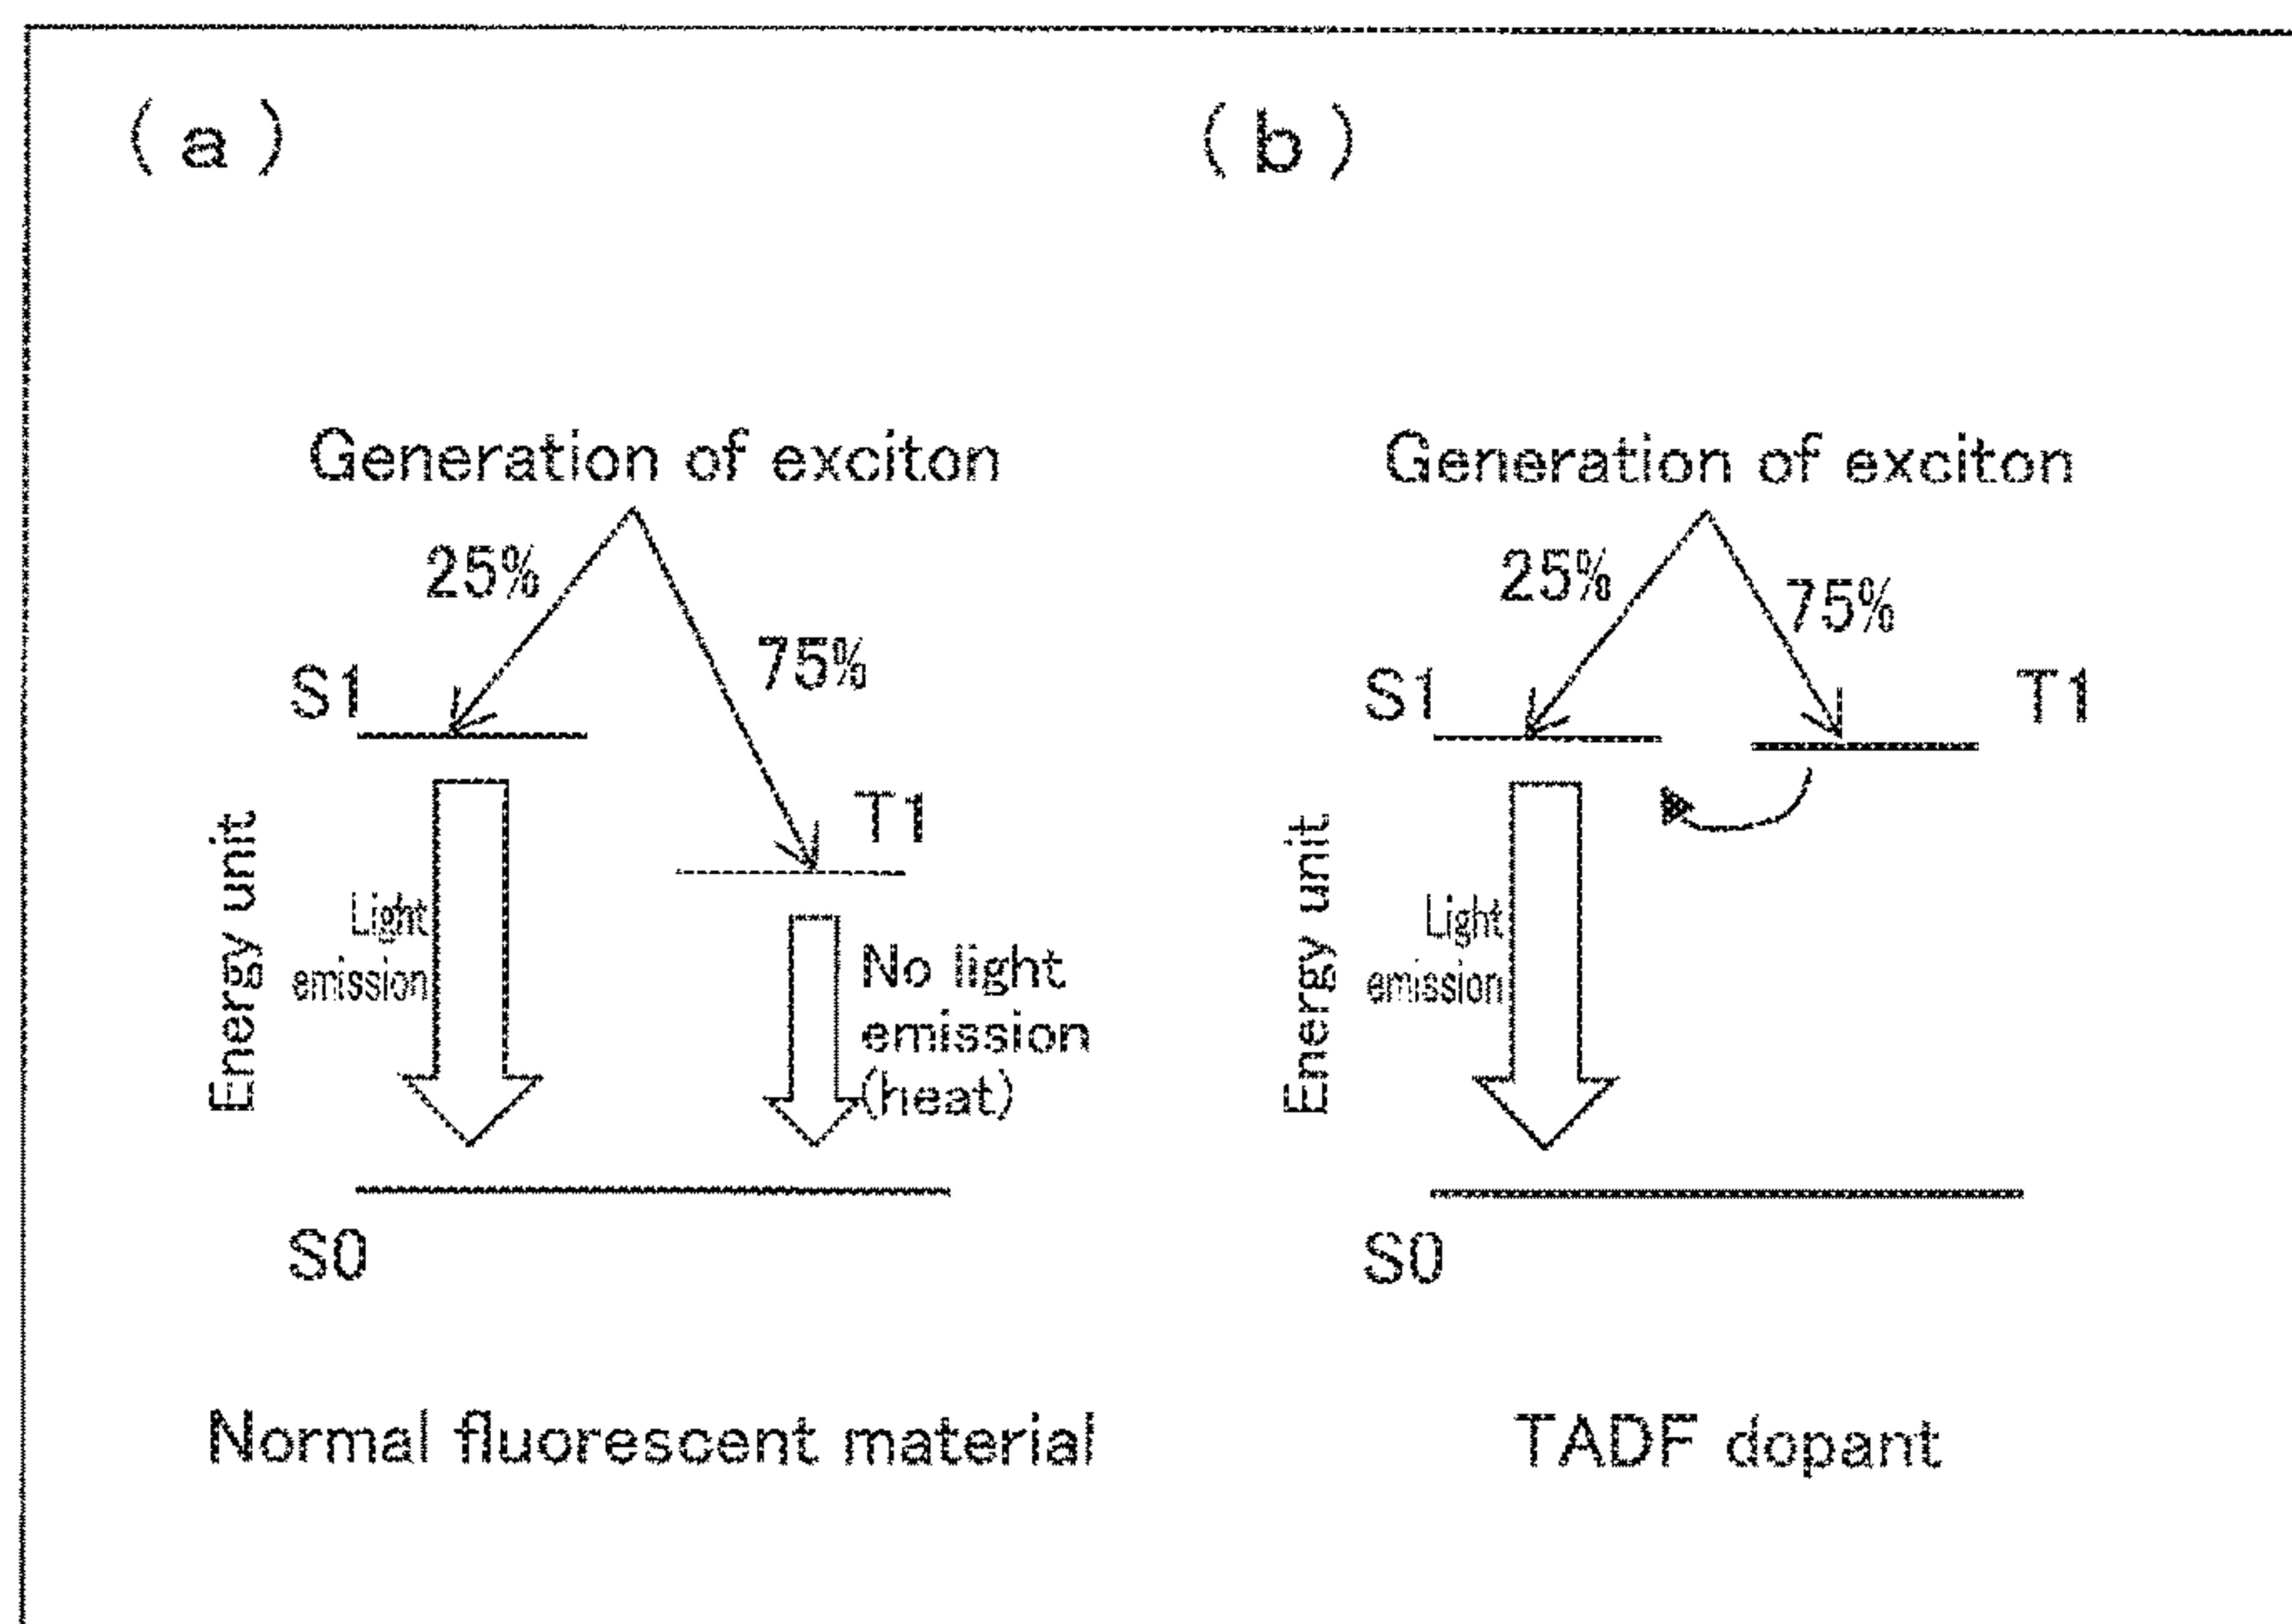 (a)
Generation of exciton
25%
75%
S1
T1
Energy unit
Light
emission
No light
emission
(heat)
S0
Normal fluorescent material
(b)
Generation of exciton
25%
75%
S1
T1
Energy unit
Light
emission
S0
TADF dopant